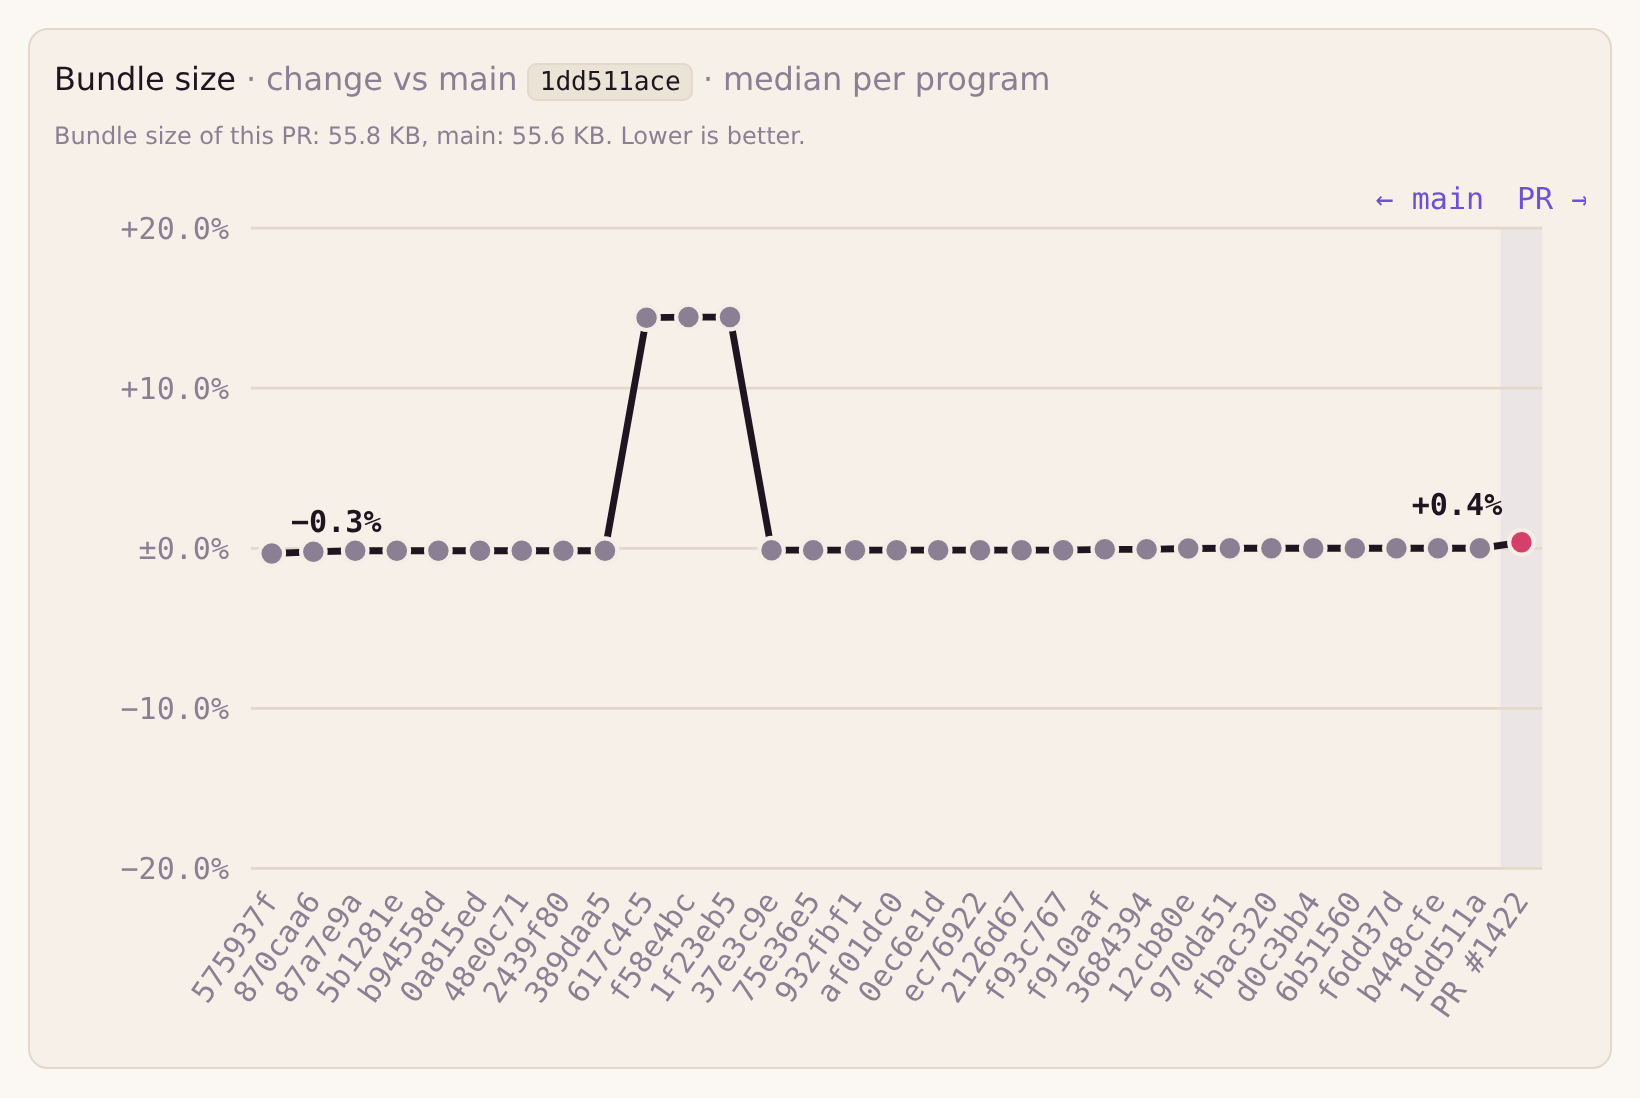 Bundle size · change vs main 1dd511ace · median per program
Bundle size of this PR: 55.8 KB, main: 55.6 KB. Lower is better.
← main PR →
+20.0%
+10.0%
±0.0%
−10.0%
−20.0%
−0.3%
+0.4%
575937f
870caa6
87a7e9a
5b1281e
b94558d
0a815ed
48e0c71
2439f80
389daa5
617c4c5
f58e4bc
1f23eb5
37e3c9e
75e36e5
932fbf1
af01dc0
0ec6e1d
ec76922
2126d67
f93c767
f910aaf
3684394
12cb80e
970da51
fbac320
d0c3bb4
6b51560
f6dd37d
b448cfe
1dd511a
PR #1422